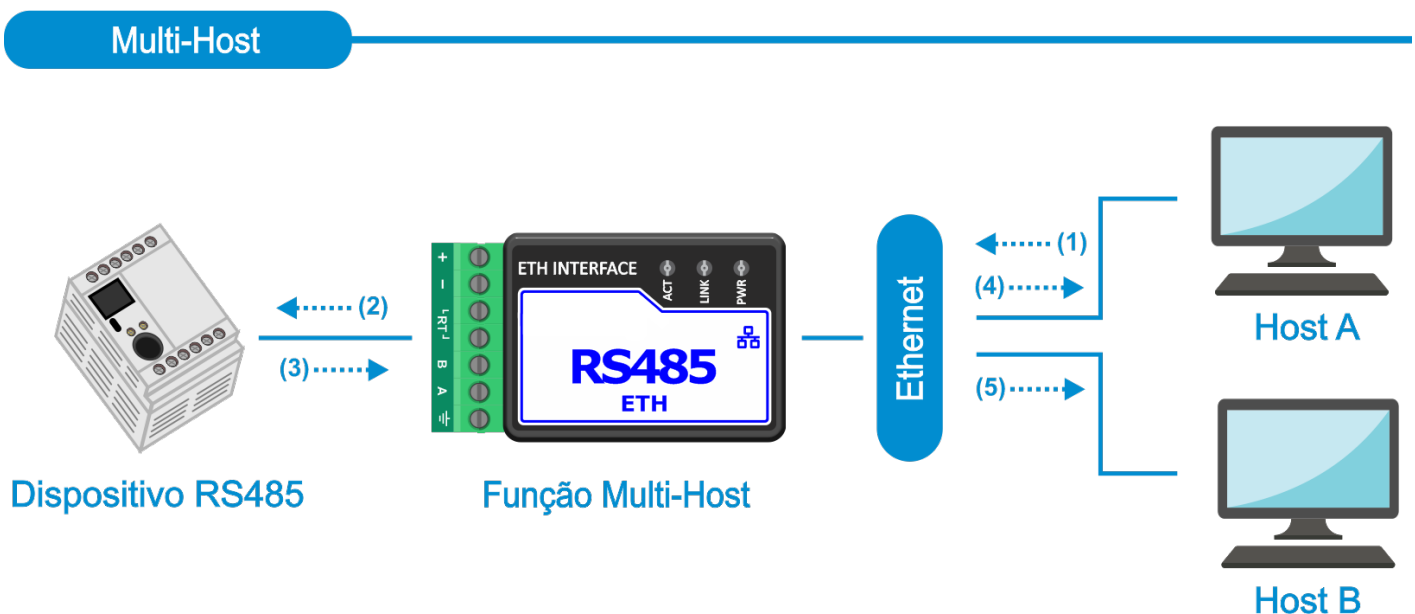 Multi-Host
(1)
(2)
(4)
(3)
(5)
+
−
└RT┘
B
A
ETH INTERFACE
ACT
LINK
PWR
RS485
ETH
Ethernet
Host A
Dispositivo RS485
Função Multi-Host
Host B